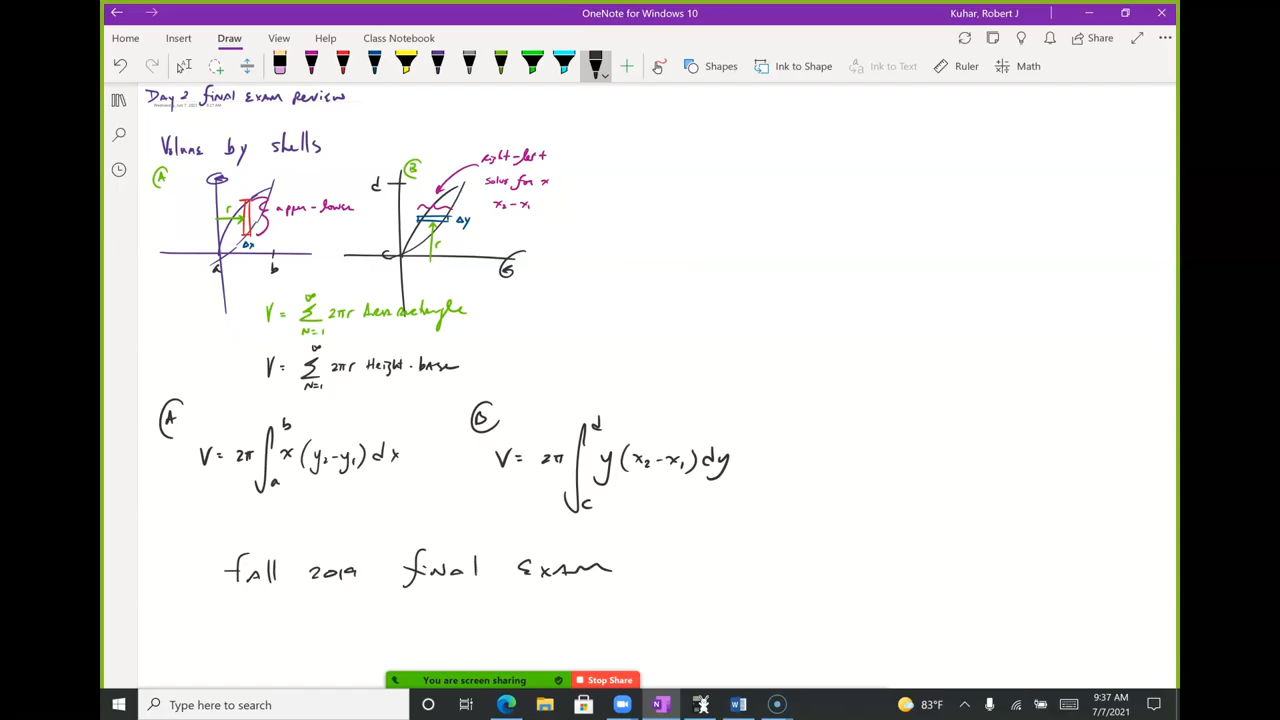 OneNote for Windows 10
Kuhar, Robert J
Home Insert Draw View Help Class Notebook
Share
Shapes Ink to Shape Ink to Text Ruler Math
Day 2 final Exam Review
Volume by shells
A
B
right-left
solve for x
x₂-x₁
d
r
upper-lower
Δx
Δy
r
a
b
c
V = ∞ Σ N=1 2πr Area rectangle
V = ∞ Σ N=1 2πr Height · base
A
V = 2π ∫ₐᵇ x (y₂-y₁) dx
B
V = 2π ∫꜀ᵈ y (x₂-x₁) dy
fall 2019 final Exam
You are screen sharing
Stop Share
Type here to search
83°F
9:37 AM
7/7/2021